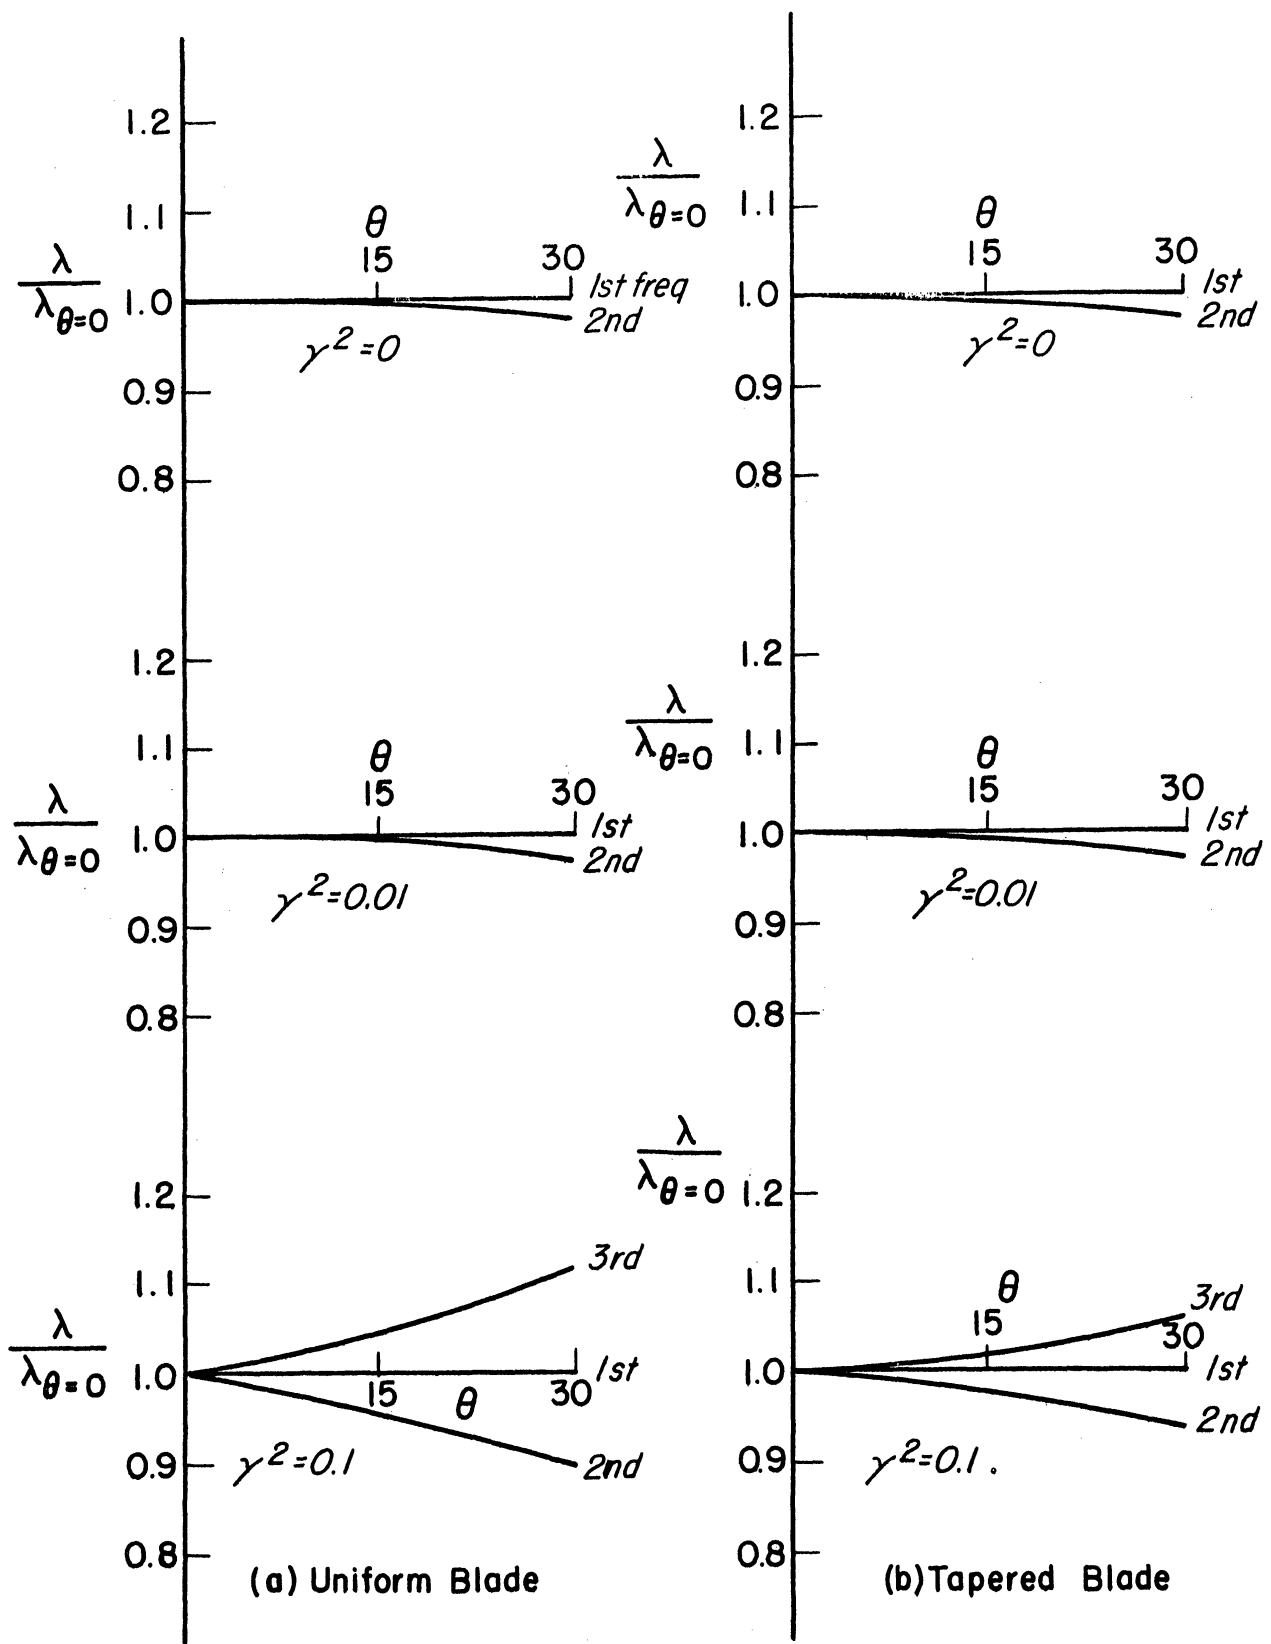 1.2
1.1
λ
λθ=0
1.0
0.9
0.8
θ
15
30
1st freq
2nd
γ²=0
1.2
λ
λθ=0
1.1
1.0
0.9
0.8
θ
15
30
1st
2nd
γ²=0
1.2
1.1
λ
λθ=0
1.0
0.9
0.8
θ
15
30
1st
2nd
γ²=0.01
1.2
λ
λθ=0
1.1
1.0
0.9
0.8
θ
15
30
1st
2nd
γ²=0.01
1.2
1.1
λ
λθ=0
1.0
0.9
0.8
3rd
1st
15
θ
30
2nd
γ²=0.1
(a) Uniform Blade
λ
λθ=0
1.2
1.1
1.0
0.9
0.8
θ
15
3rd
30
1st
2nd
γ²=0.1.
(b) Tapered Blade